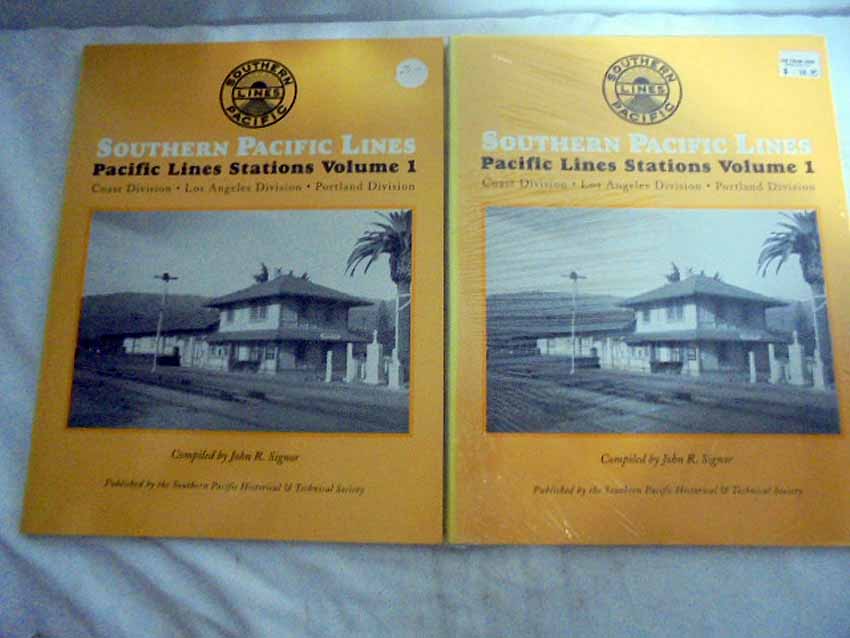 SOUTHERN
LINES
PACIFIC
SOUTHERN PACIFIC LINES
Pacific Lines Stations Volume 1
Coast Division • Los Angeles Division • Portland Division
Compiled by John R. Signor
Published by the Southern Pacific Historical & Technical Society
SOUTHERN
LINES
PACIFIC
$
SOUTHERN PACIFIC LINES
Pacific Lines Stations Volume 1
Coast Division • Los Angeles Division • Portland Division
Compiled by John R. Signor
Published by the Southern Pacific Historical & Technical Society